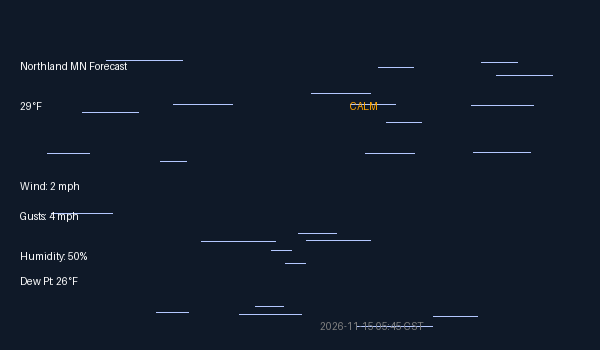 Northland MN Forecast
29°F
CALM
Wind: 2 mph
Gusts: 4 mph
Humidity: 50%
Dew Pt: 26°F
2026-11-15 05:45 CST